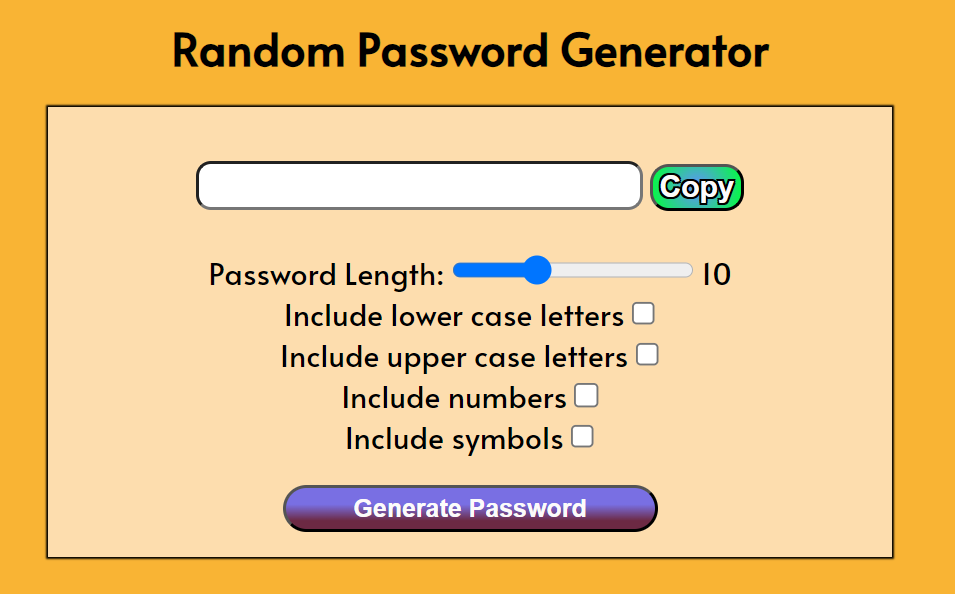 Random Password Generator
Copy
Password Length: 10
Include lower case letters
Include upper case letters
Include numbers
Include symbols
Generate Password